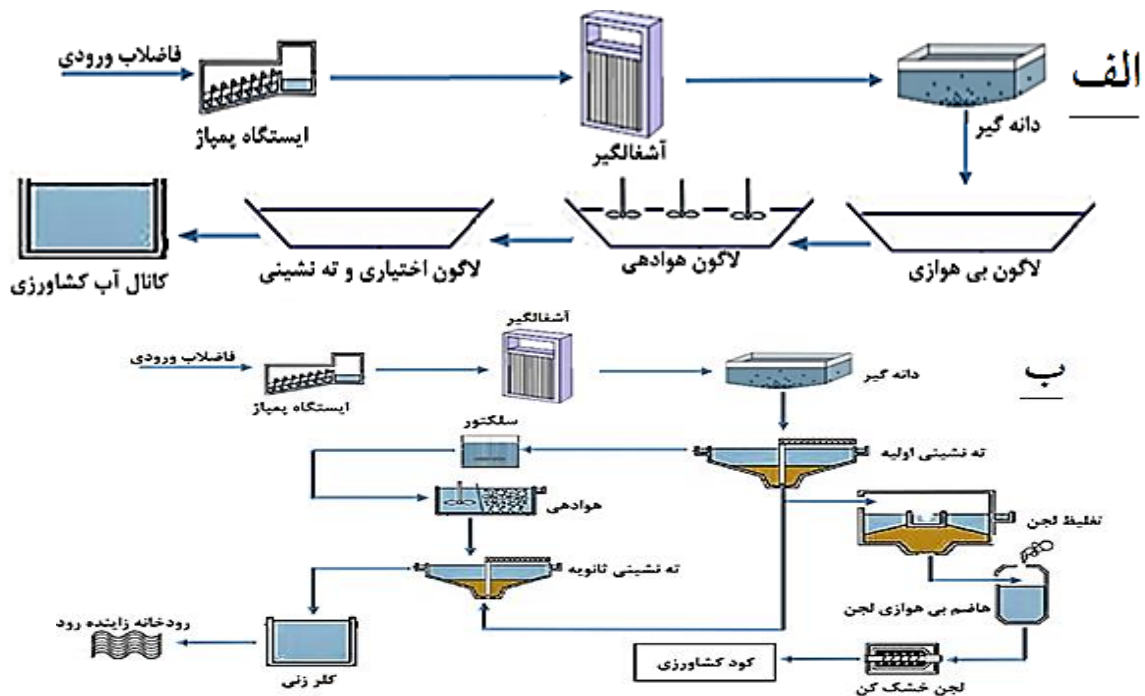 الف
فاضلاب ورودی
ایستگاه پمپاژ
آشغالگیر
دانه گیر
لاگون بی هوازی
لاگون هوادهی
لاگون اختیاری و ته نشینی
کانال آب کشاورزی
ب
فاضلاب ورودی
ایستگاه پمپاژ
آشغالگیر
دانه گیر
ته نشینی اولیه
سلکتور
هوادهی
ته نشینی ثانویه
کلر زنی
رودخانه زاینده رود
تغلیظ لجن
هاضم بی هوازی لجن
لجن خشک کن
کود کشاورزی